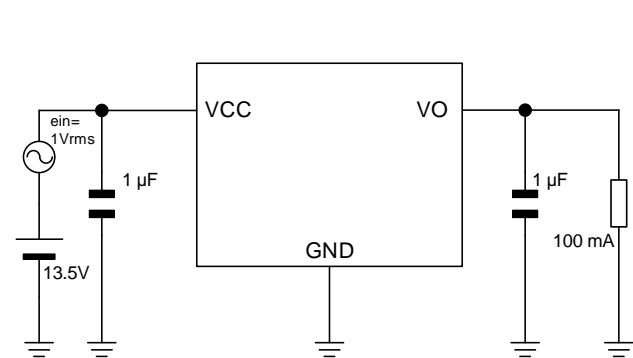 ein=
1Vrms
VCC
VO
1 µF
1 µF
GND
100 mA
13.5V